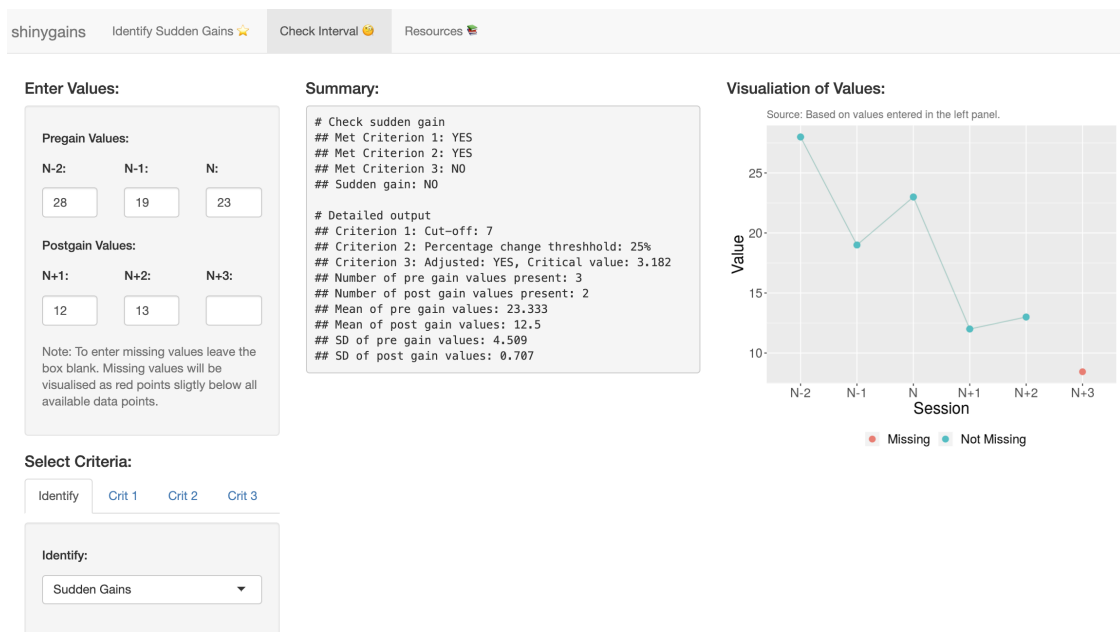 shinygains Identify Sudden Gains ⭐ Check Interval 🧐 Resources 📚
Enter Values:
Pregain Values:
N-2: N-1: N:
28 19 23
Postgain Values:
N+1: N+2: N+3:
12 13
Note: To enter missing values leave the
box blank. Missing values will be
visualised as red points sligtly below all
available data points.
Select Criteria:
Identify Crit 1 Crit 2 Crit 3
Identify:
Sudden Gains
Summary:
# Check sudden gain
## Met Criterion 1: YES
## Met Criterion 2: YES
## Met Criterion 3: NO
## Sudden gain: NO
# Detailed output
## Criterion 1: Cut-off: 7
## Criterion 2: Percentage change threshhold: 25%
## Criterion 3: Adjusted: YES, Critical value: 3.182
## Number of pre gain values present: 3
## Number of post gain values present: 2
## Mean of pre gain values: 23.333
## Mean of post gain values: 12.5
## SD of pre gain values: 4.509
## SD of post gain values: 0.707
Visualiation of Values:
Source: Based on values entered in the left panel.
Value
25
20
15
10
N-2 N-1 N N+1 N+2 N+3
Session
Missing Not Missing